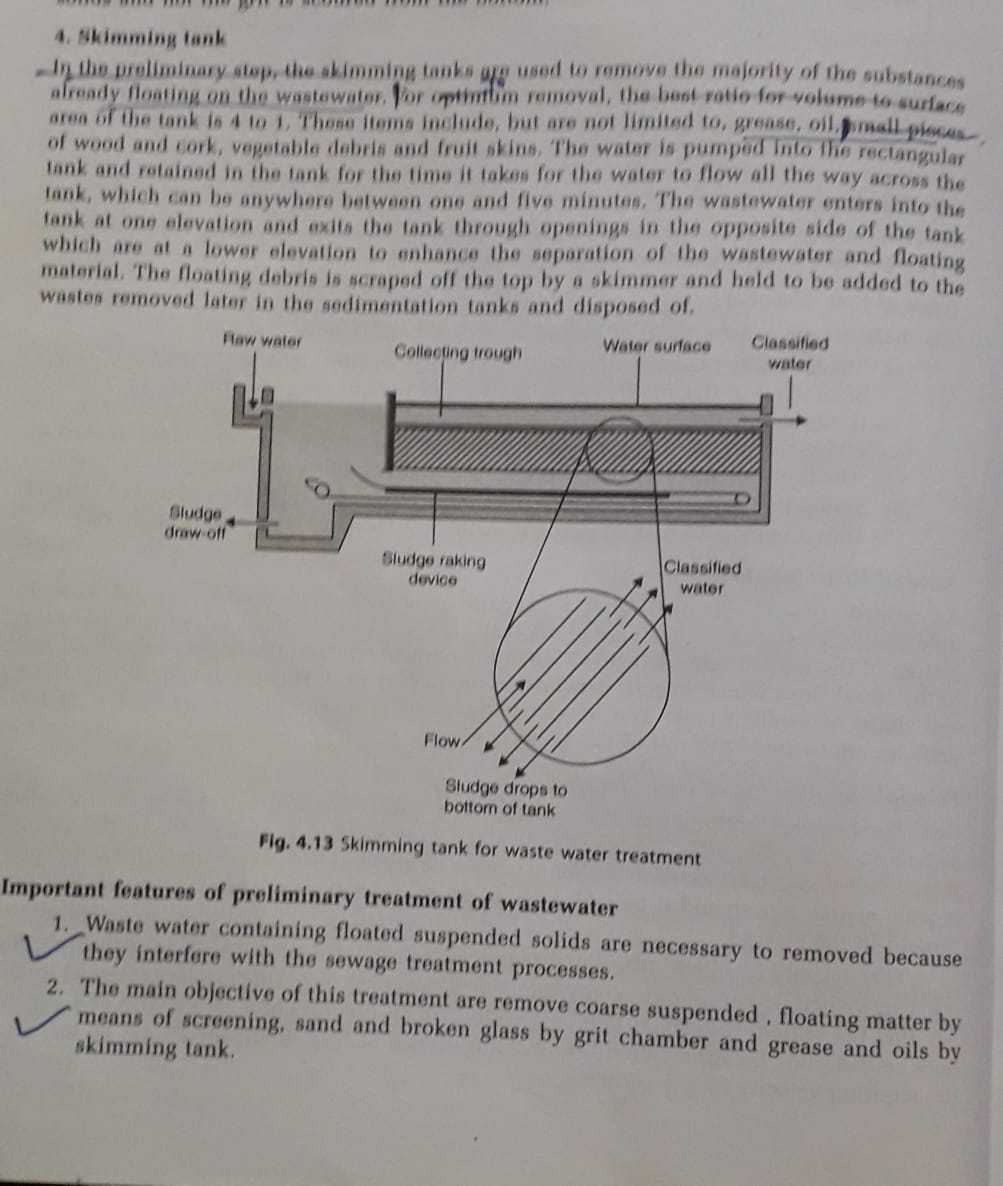 4. Skimming tank
In the preliminary step, the skimming tanks are used to remove the majority of the substances
already floating on the wastewater. For optimum removal, the best ratio for volume to surface
area of the tank is 4 to 1. These items include, but are not limited to, grease, oil, small pieces
of wood and cork, vegetable debris and fruit skins. The water is pumped into the rectangular
tank and retained in the tank for the time it takes for the water to flow all the way across the
tank, which can be anywhere between one and five minutes. The wastewater enters into the
tank at one elevation and exits the tank through openings in the opposite side of the tank
which are at a lower elevation to enhance the separation of the wastewater and floating
material. The floating debris is scraped off the top by a skimmer and held to be added to the
wastes removed later in the sedimentation tanks and disposed of.
Raw water
Collecting trough
Water surface
Classified
water
Sludge
draw-off
Sludge raking
device
Classified
water
Flow
Sludge drops to
bottom of tank
Fig. 4.13 Skimming tank for waste water treatment
Important features of preliminary treatment of wastewater
1. Waste water containing floated suspended solids are necessary to removed because
they interfere with the sewage treatment processes.
2. The main objective of this treatment are remove coarse suspended , floating matter by
means of screening, sand and broken glass by grit chamber and grease and oils by
skimming tank.